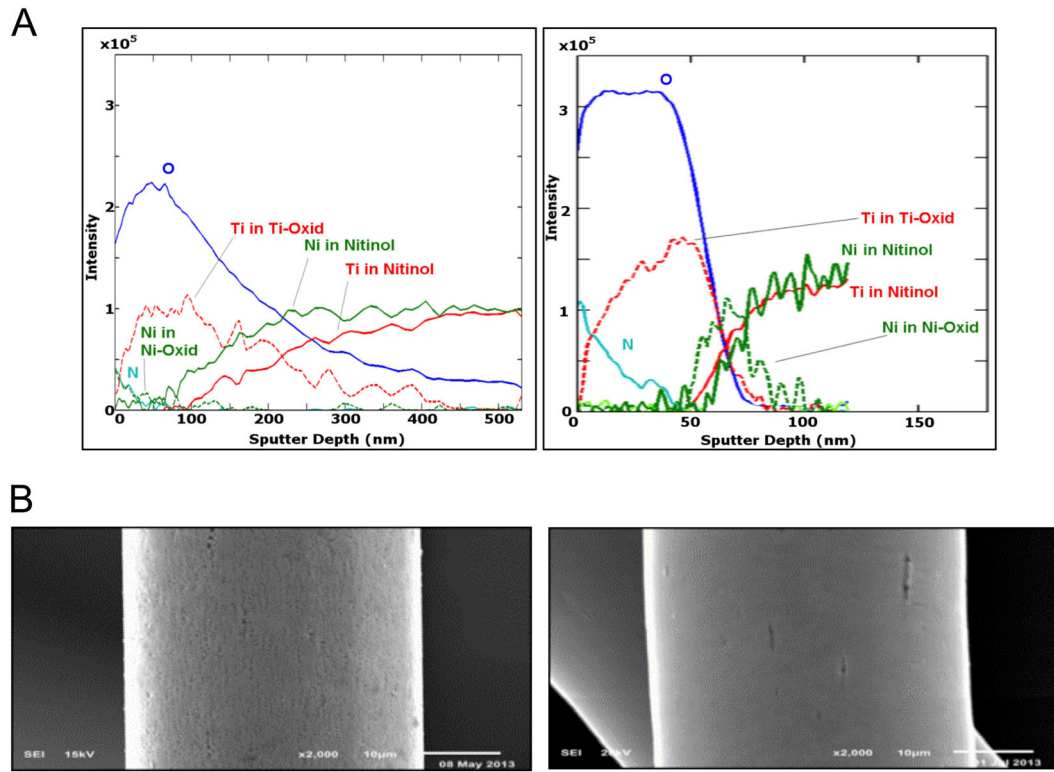 A
x10⁵
3
2
1
0
Intensity
O
Ti in Ti-Oxid
Ni in Nitinol
Ti in Nitinol
Ni in
Ni-Oxid
N
0 100 200 300 400 500
Sputter Depth (nm)
x10⁵
3
2
1
0
Intensity
O
Ti in Ti-Oxid
Ni in Nitinol
Ti in Nitinol
Ni in Ni-Oxid
N
0 50 100 150
Sputter Depth (nm)
B
SEI 15kV x2,000 10µm
08 May 2013
SEI x2,000 10µm
Jul 2013